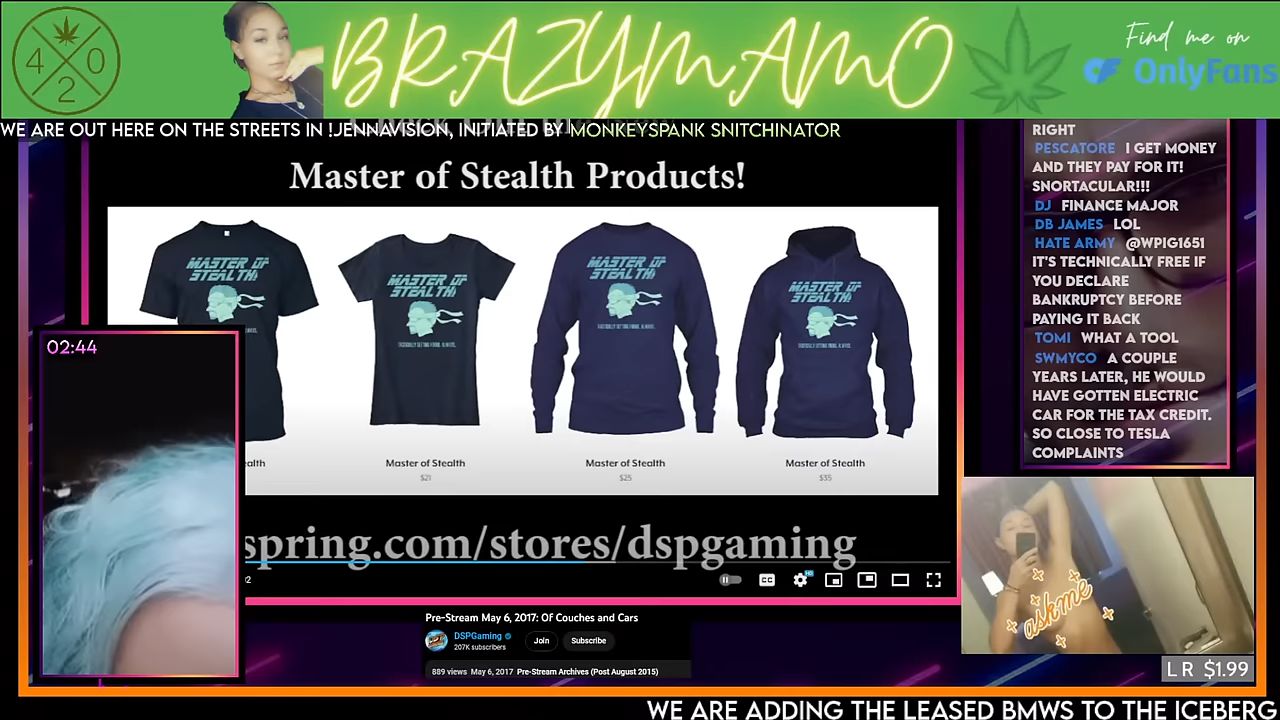 4 20
BRAZYMAMO
Find me on
OnlyFans
WE ARE OUT HERE ON THE STREETS IN !JENNAVISION, INITIATED BY MONKEYSPANK SNITCHINATOR
Master of Stealth Products!
MASTER OF STEALTH
MASTER OF STEALTH
MASTER OF STEALTH
MASTER OF STEALTH
ealth
Master of Stealth
Master of Stealth
Master of Stealth
$21
$25
$35
spring.com/stores/dspgaming
CC
HD
02:44
Pre-Stream May 6, 2017: Of Couches and Cars
DSPGaming
207K subscribers
Join
Subscribe
889 views May 6, 2017 Pre-Stream Archives (Post August 2015)
RIGHT
PESCATORE I GET MONEY
AND THEY PAY FOR IT!
SNORTACULAR!!!
DJ FINANCE MAJOR
DB JAMES LOL
HATE ARMY @WPIG1651
IT'S TECHNICALLY FREE IF
YOU DECLARE
BANKRUPTCY BEFORE
PAYING IT BACK
TOMI WHAT A TOOL
SWMYCO A COUPLE
YEARS LATER, HE WOULD
HAVE GOTTEN ELECTRIC
CAR FOR THE TAX CREDIT.
SO CLOSE TO TESLA
COMPLAINTS
ask me
LR $1.99
WE ARE ADDING THE LEASED BMWS TO THE ICEBERG